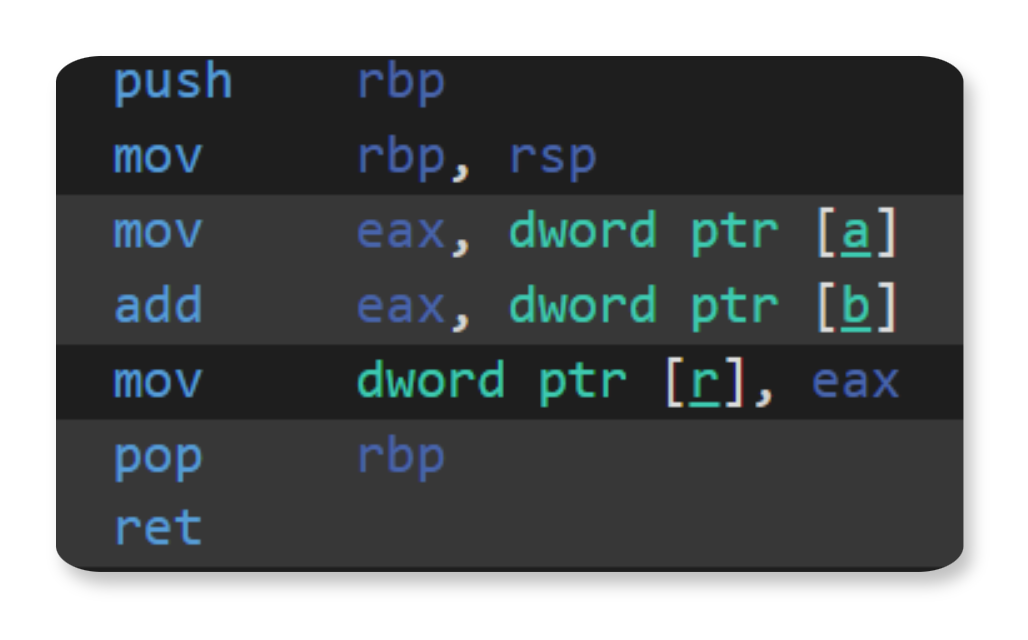 push rbp
mov rbp, rsp
mov eax, dword ptr [a]
add eax, dword ptr [b]
mov dword ptr [r], eax
pop rbp
ret